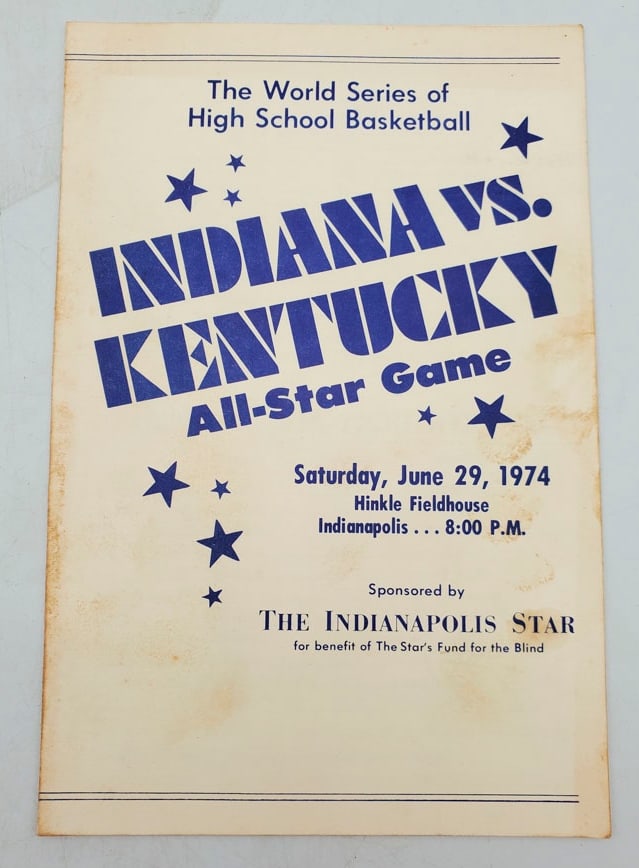 The World Series of
High School Basketball
INDIANA VS.
KENTUCKY
All-Star Game
Saturday, June 29, 1974
Hinkle Fieldhouse
Indianapolis . . . 8:00 P.M.
Sponsored by
THE INDIANAPOLIS STAR
for benefit of The Star's Fund for the Blind